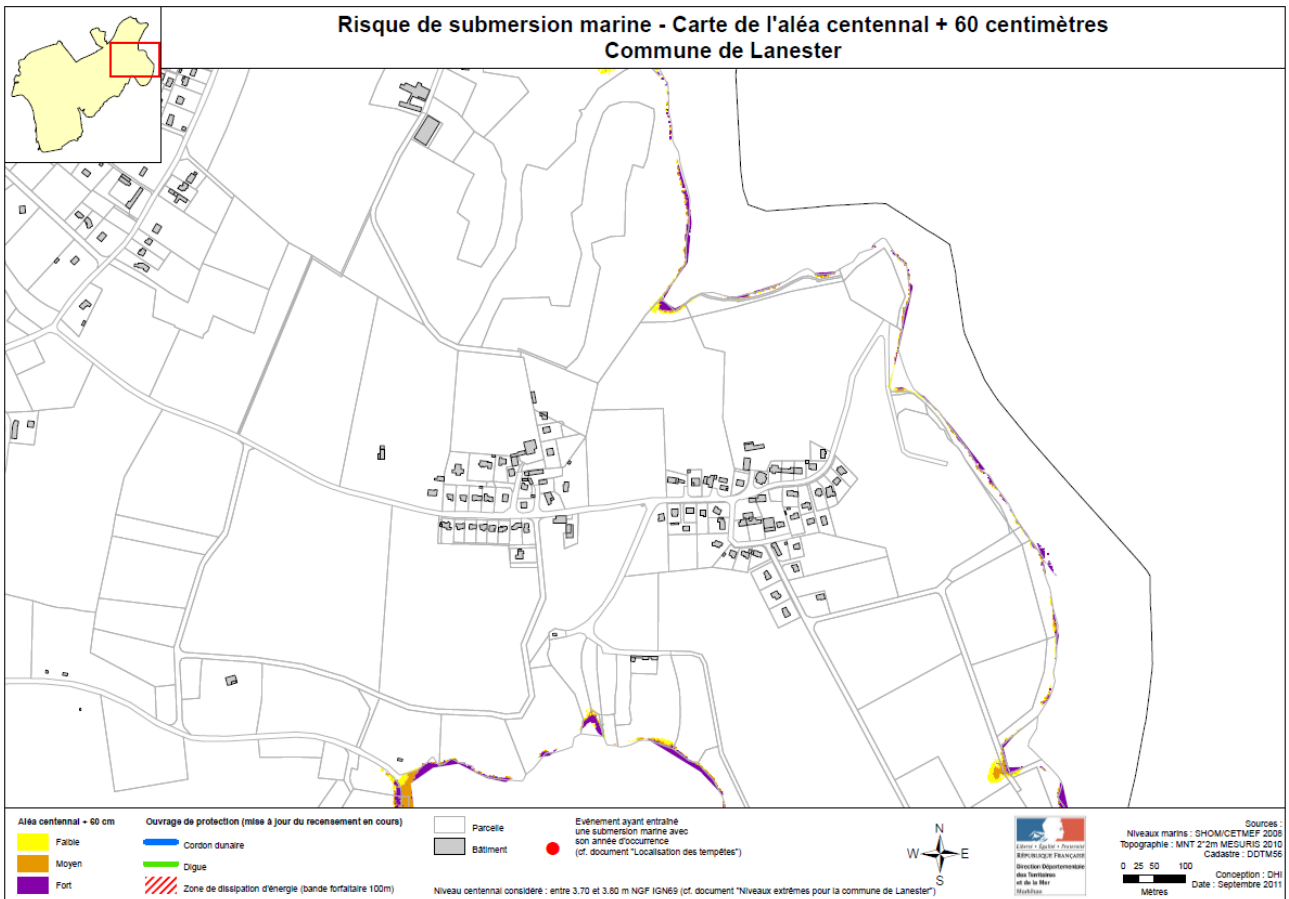 Risque de submersion marine - Carte de l'aléa centennal + 60 centimètres
Commune de Lanester
Aléa centennal + 60 cm
Faible
Moyen
Fort
Ouvrage de protection (mise à jour du recensement en cours)
Cordon dunaire
Digue
Zone de dissipation d'énergie (bande forfaitaire 100m)
Parcelle
Bâtiment
Evénement ayant entraîné
une submersion marine avec
son année d'occurrence
(cf. document "Localisation des tempêtes")
Niveau centennal considéré : entre 3.70 et 3.80 m NGF IGN69 (cf. document "Niveaux extrêmes pour la commune de Lanester")
N
W
E
S
Liberté • Égalité • Fraternité
RÉPUBLIQUE FRANÇAISE
Direction Départementale
des Territoires
et de la Mer
Morbihan
Sources :
Niveaux marins : SHOM/CETMEF 2008
Topographie : MNT 2*2m MESURIS 2010
Cadastre : DDTM56
0 25 50 100
Mètres
Conception : DHI
Date : Septembre 2011